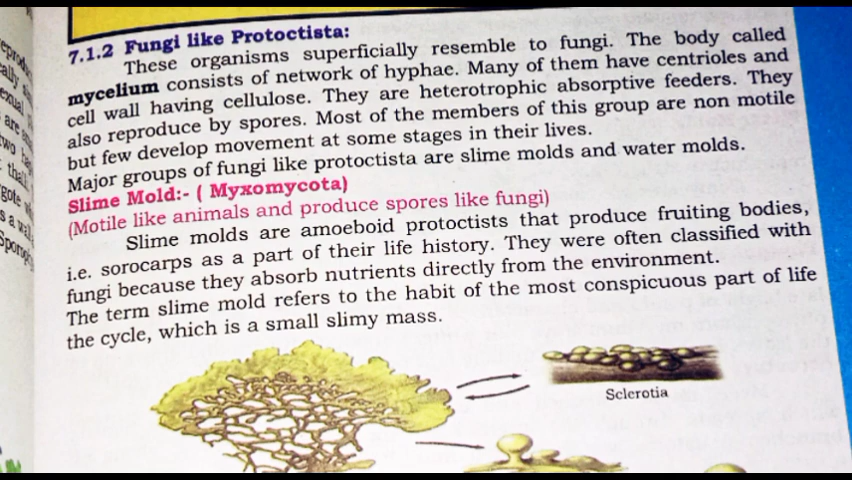 7.1.2 Fungi like Protoctista:
These organisms superficially resemble to fungi. The body called
mycelium consists of network of hyphae. Many of them have centrioles and
cell wall having cellulose. They are heterotrophic absorptive feeders. They
also reproduce by spores. Most of the members of this group are non motile
but few develop movement at some stages in their lives.
Major groups of fungi like protoctista are slime molds and water molds.
Slime Mold:- ( Myxomycota)
(Motile like animals and produce spores like fungi)
Slime molds are amoeboid protoctists that produce fruiting bodies,
i.e. sorocarps as a part of their life history. They were often classified with
fungi because they absorb nutrients directly from the environment.
The term slime mold refers to the habit of the most conspicuous part of life
the cycle, which is a small slimy mass.
Sclerotia